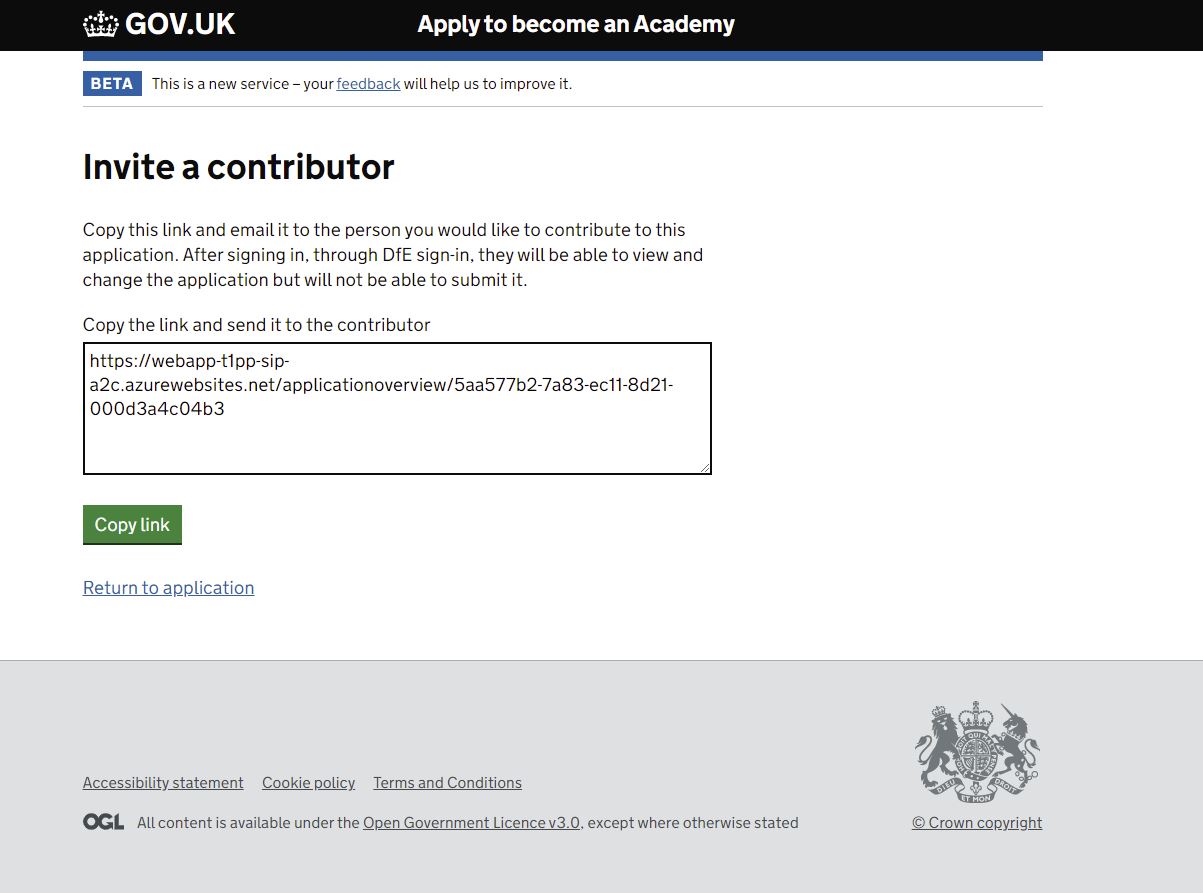 GOV.UK
Apply to become an Academy
BETA This is a new service – your feedback will help us to improve it.
Invite a contributor
Copy this link and email it to the person you would like to contribute to this
application. After signing in, through DfE sign-in, they will be able to view and
change the application but will not be able to submit it.
Copy the link and send it to the contributor
https://webapp-t1pp-sip-
a2c.azurewebsites.net/applicationoverview/5aa577b2-7a83-ec11-8d21-
000d3a4c04b3
Copy link
Return to application
Accessibility statement Cookie policy Terms and Conditions
OGL All content is available under the Open Government Licence v3.0, except where otherwise stated
© Crown copyright
DIEU ET MON DROIT